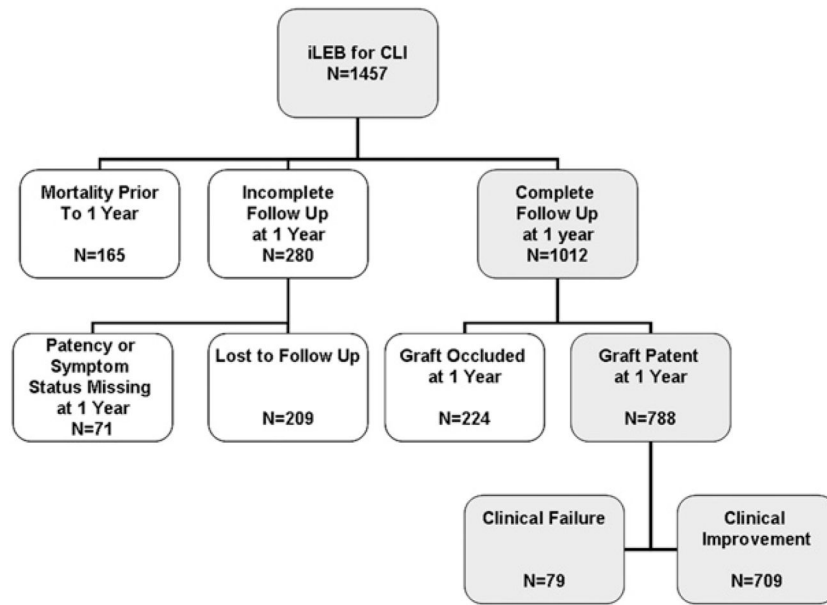 iLEB for CLI
N=1457
Mortality Prior
To 1 Year
N=165
Incomplete
Follow Up
at 1 Year
N=280
Complete
Follow Up
at 1 year
N=1012
Patency or
Symptom
Status Missing
at 1 Year
N=71
Lost to Follow Up
N=209
Graft Occluded
at 1 Year
N=224
Graft Patent
at 1 Year
N=788
Clinical Failure
N=79
Clinical
Improvement
N=709